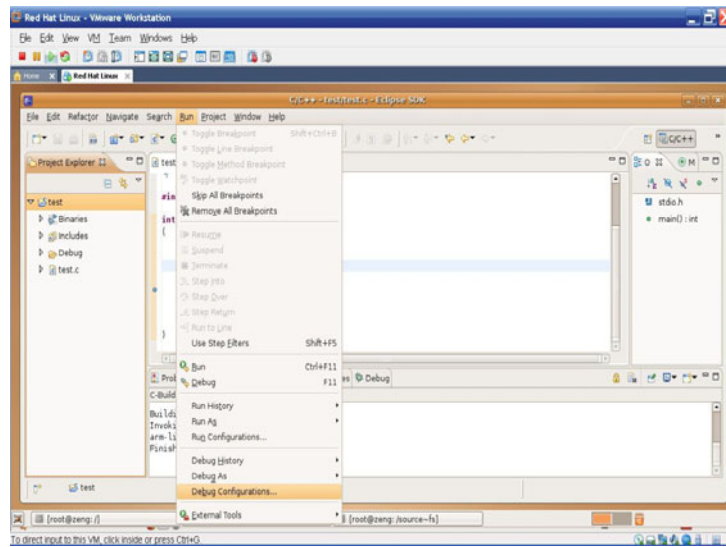 Red Hat Linux - VMware Workstation
File Edit View VM Team Windows Help
Home
Red Hat Linux
C/C++ - test/test.c - Eclipse SDK
File Edit Refactor Navigate Search Run Project Window Help
C/C++
Project Explorer
test
Binaries
Includes
Debug
test.c
test
int
{
}
Toggle Breakpoint Shift+Ctrl+B
Toggle Line Breakpoint
Toggle Method Breakpoint
Toggle Watchpoint
Skip All Breakpoints
Remove All Breakpoints
Resume
Suspend
Terminate
Step Into
Step Over
Step Return
Run to Line
Use Step Filters Shift+F5
Run Ctrl+F11
Debug F11
Run History
Run As
Run Configurations...
Debug History
Debug As
Debug Configurations...
External Tools
O
M
stdio.h
main() : int
Prob
es
Debug
C-Build
Buildi
Invoki
arm-li
Finish
test
[root@zeng:/]
[root@zeng:/source-fs]
To direct input to this VM, click inside or press Ctrl+G.